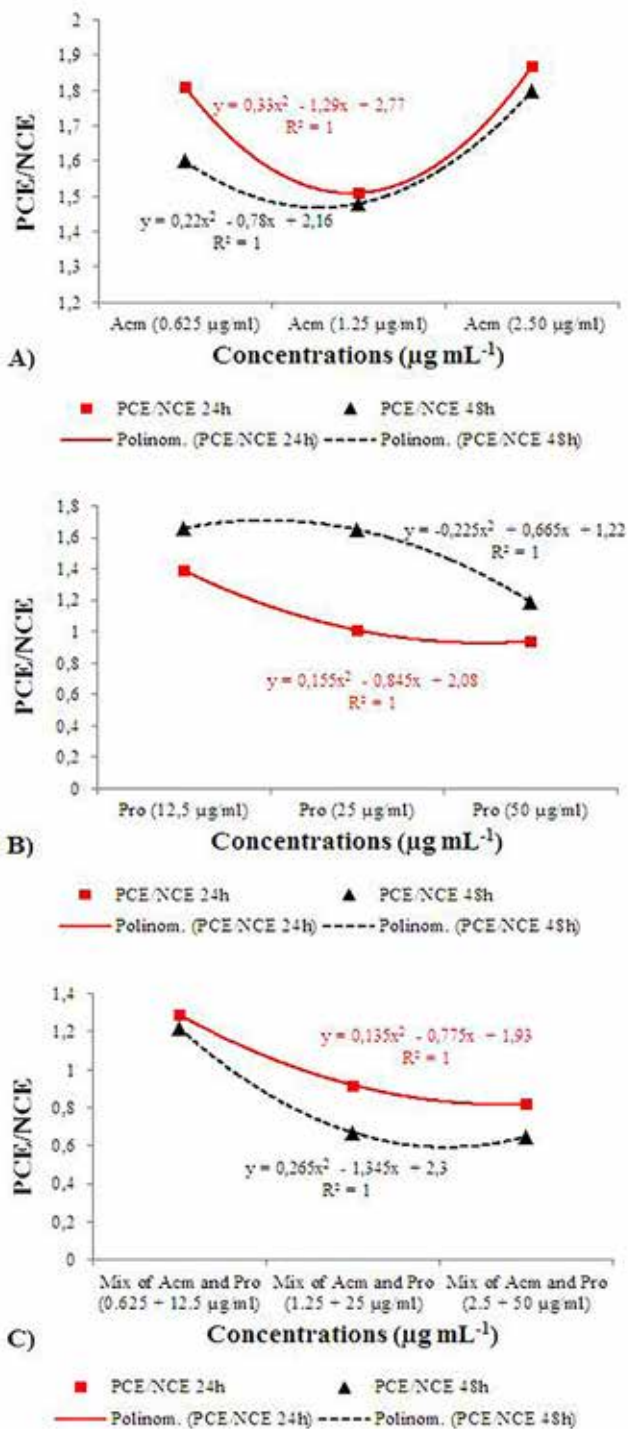 2
1,9
1,8
1,7
1,6
1,5
1,4
1,3
1,2
PCE/NCE
y = 0,33x² - 1,29x + 2,77
R² = 1
y = 0,22x² - 0,78x + 2,16
R² = 1
Acm (0.625 µg/ml) Acm (1.25 µg/ml) Acm (2.50 µg/ml)
A) Concentrations (µg mL⁻¹)
PCE/NCE 24h PCE/NCE 48h
Polinom. (PCE/NCE 24h) Polinom. (PCE/NCE 48h)
1,8
1,6
1,4
1,2
1
0,8
0,6
0,4
0,2
0
PCE/NCE
y = -0,225x² + 0,665x + 1,22
R² = 1
y = 0,155x² - 0,845x + 2,08
R² = 1
Pro (12,5 µg/ml) Pro (25 µg/ml) Pro (50 µg/ml)
B) Concentrations (µg mL⁻¹)
PCE/NCE 24h PCE/NCE 48h
Polinom. (PCE/NCE 24h) Polinom. (PCE/NCE 48h)
1,4
1,2
1
0,8
0,6
0,4
0,2
0
PCE/NCE
y = 0,135x² - 0,775x + 1,93
R² = 1
y = 0,265x² - 1,345x + 2,3
R² = 1
Mix of Acm and Pro Mix of Acm and Pro Mix of Acm and Pro
(0.625 + 12.5 µg/ml) (1.25 + 25 µg/ml) (2.5 + 50 µg/ml)
C) Concentrations (µg mL⁻¹)
PCE/NCE 24h PCE/NCE 48h
Polinom. (PCE/NCE 24h) Polinom. (PCE/NCE 48h)